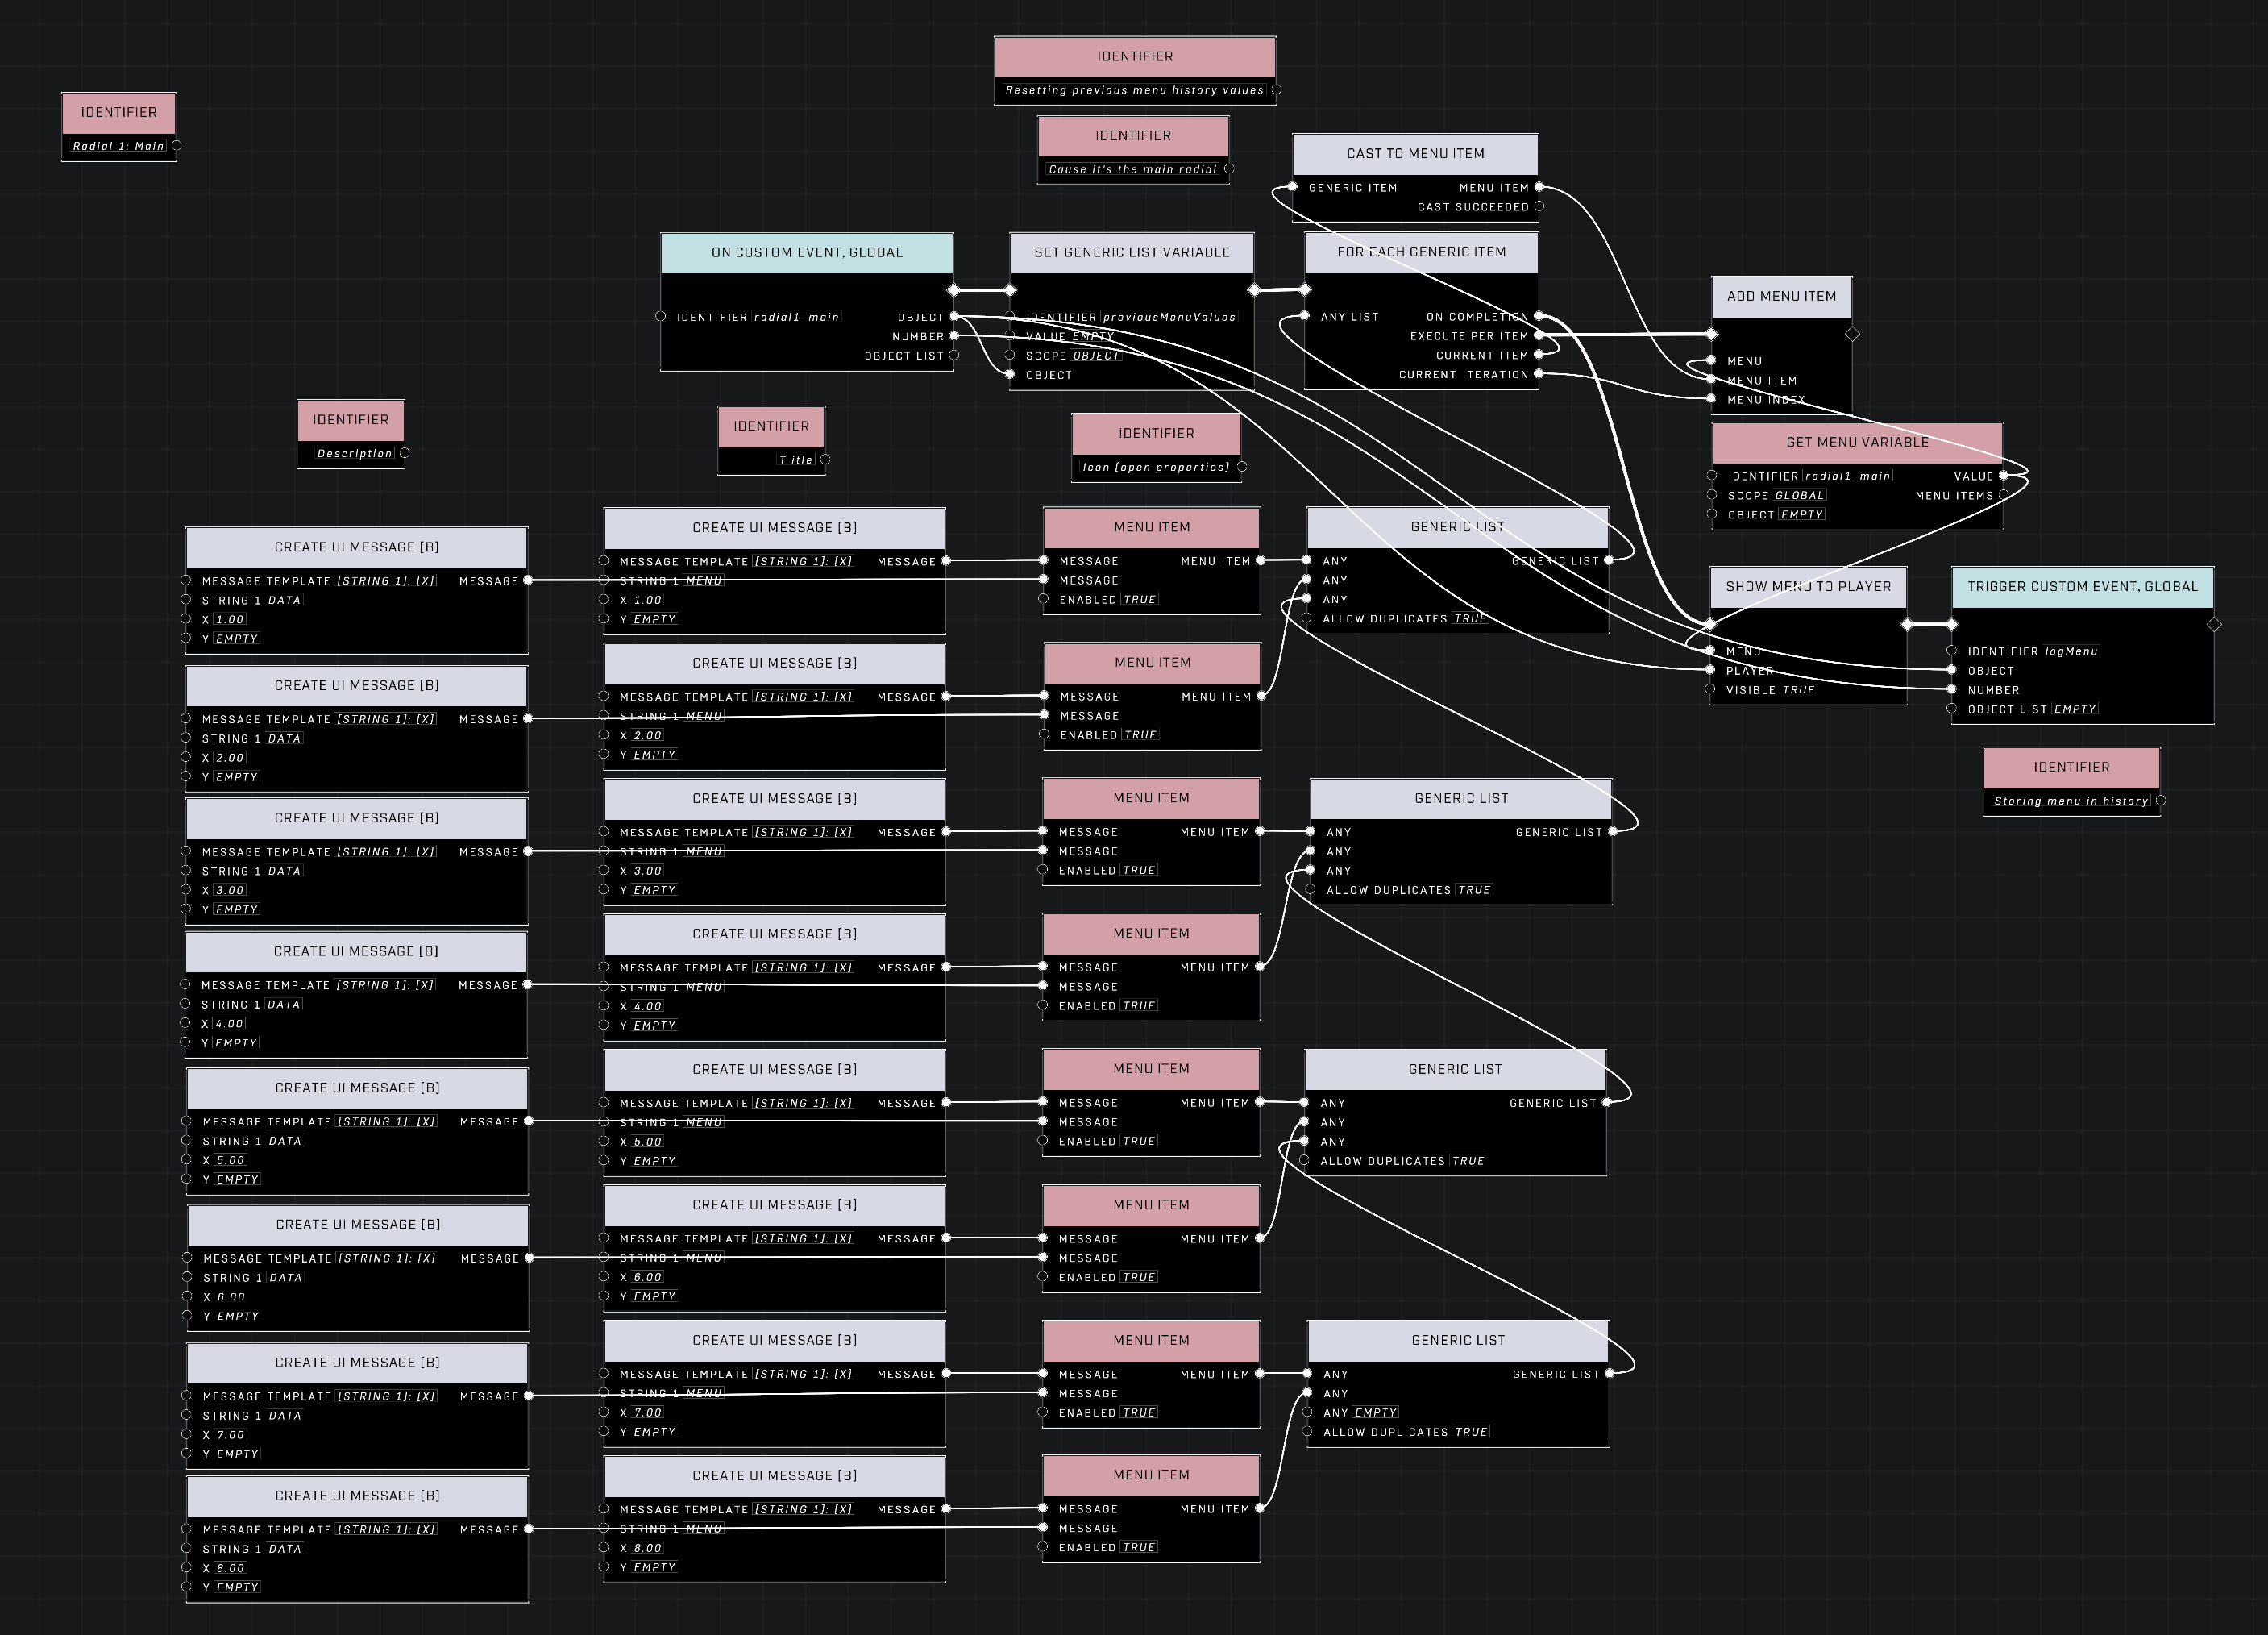 IDENTIFIER
Resetting previous menu history values
IDENTIFIER
Radial 1: Main
IDENTIFIER
Cause it's the main radial
CAST TO MENU ITEM
GENERIC ITEM MENU ITEM
CAST SUCCEEDED
ON CUSTOM EVENT, GLOBAL
IDENTIFIER radial1_main OBJECT
NUMBER
OBJECT LIST
SET GENERIC LIST VARIABLE
IDENTIFIER previousMenuValues
VALUE EMPTY
SCOPE OBJECT
OBJECT
FOR EACH GENERIC ITEM
ANY LIST ON COMPLETION
EXECUTE PER ITEM
CURRENT ITEM
CURRENT ITERATION
ADD MENU ITEM
MENU
MENU ITEM
MENU INDEX
GET MENU VARIABLE
IDENTIFIER radial1_main VALUE
SCOPE GLOBAL MENU ITEMS
OBJECT EMPTY
SHOW MENU TO PLAYER
MENU
PLAYER
VISIBLE TRUE
TRIGGER CUSTOM EVENT, GLOBAL
IDENTIFIER logMenu
OBJECT
NUMBER
OBJECT LIST EMPTY
IDENTIFIER
Storing menu in history
IDENTIFIER
Description
IDENTIFIER
Title
IDENTIFIER
Icon (open properties)
CREATE UI MESSAGE [B]
MESSAGE TEMPLATE [STRING 1]: [X] MESSAGE
STRING 1 DATA
X 1.00
Y EMPTY
CREATE UI MESSAGE [B]
MESSAGE TEMPLATE [STRING 1]: [X] MESSAGE
STRING 1 MENU
X 1.00
Y EMPTY
MENU ITEM
MESSAGE MENU ITEM
MESSAGE
ENABLED TRUE
GENERIC LIST
ANY GENERIC LIST
ANY
ANY
ALLOW DUPLICATES TRUE
CREATE UI MESSAGE [B]
MESSAGE TEMPLATE [STRING 1]: [X] MESSAGE
STRING 1 DATA
X 2.00
Y EMPTY
CREATE UI MESSAGE [B]
MESSAGE TEMPLATE [STRING 1]: [X] MESSAGE
STRING 1 MENU
X 2.00
Y EMPTY
MENU ITEM
MESSAGE MENU ITEM
MESSAGE
ENABLED TRUE
CREATE UI MESSAGE [B]
MESSAGE TEMPLATE [STRING 1]: [X] MESSAGE
STRING 1 DATA
X 3.00
Y EMPTY
CREATE UI MESSAGE [B]
MESSAGE TEMPLATE [STRING 1]: [X] MESSAGE
STRING 1 MENU
X 3.00
Y EMPTY
MENU ITEM
MESSAGE MENU ITEM
MESSAGE
ENABLED TRUE
GENERIC LIST
ANY GENERIC LIST
ANY
ANY
ALLOW DUPLICATES TRUE
CREATE UI MESSAGE [B]
MESSAGE TEMPLATE [STRING 1]: [X] MESSAGE
STRING 1 DATA
X 4.00
Y EMPTY
CREATE UI MESSAGE [B]
MESSAGE TEMPLATE [STRING 1]: [X] MESSAGE
STRING 1 MENU
X 4.00
Y EMPTY
MENU ITEM
MESSAGE MENU ITEM
MESSAGE
ENABLED TRUE
CREATE UI MESSAGE [B]
MESSAGE TEMPLATE [STRING 1]: [X] MESSAGE
STRING 1 DATA
X 5.00
Y EMPTY
CREATE UI MESSAGE [B]
MESSAGE TEMPLATE [STRING 1]: [X] MESSAGE
STRING 1 MENU
X 5.00
Y EMPTY
MENU ITEM
MESSAGE MENU ITEM
MESSAGE
ENABLED TRUE
GENERIC LIST
ANY GENERIC LIST
ANY
ANY
ALLOW DUPLICATES TRUE
CREATE UI MESSAGE [B]
MESSAGE TEMPLATE [STRING 1]: [X] MESSAGE
STRING 1 DATA
X 6.00
Y EMPTY
CREATE UI MESSAGE [B]
MESSAGE TEMPLATE [STRING 1]: [X] MESSAGE
STRING 1 MENU
X 6.00
Y EMPTY
MENU ITEM
MESSAGE MENU ITEM
MESSAGE
ENABLED TRUE
CREATE UI MESSAGE [B]
MESSAGE TEMPLATE [STRING 1]: [X] MESSAGE
STRING 1 DATA
X 7.00
Y EMPTY
CREATE UI MESSAGE [B]
MESSAGE TEMPLATE [STRING 1]: [X] MESSAGE
STRING 1 MENU
X 7.00
Y EMPTY
MENU ITEM
MESSAGE MENU ITEM
MESSAGE
ENABLED TRUE
GENERIC LIST
ANY GENERIC LIST
ANY
ANY EMPTY
ALLOW DUPLICATES TRUE
CREATE UI MESSAGE [B]
MESSAGE TEMPLATE [STRING 1]: [X] MESSAGE
STRING 1 DATA
X 8.00
Y EMPTY
CREATE UI MESSAGE [B]
MESSAGE TEMPLATE [STRING 1]: [X] MESSAGE
STRING 1 MENU
X 8.00
Y EMPTY
MENU ITEM
MESSAGE MENU ITEM
MESSAGE
ENABLED TRUE